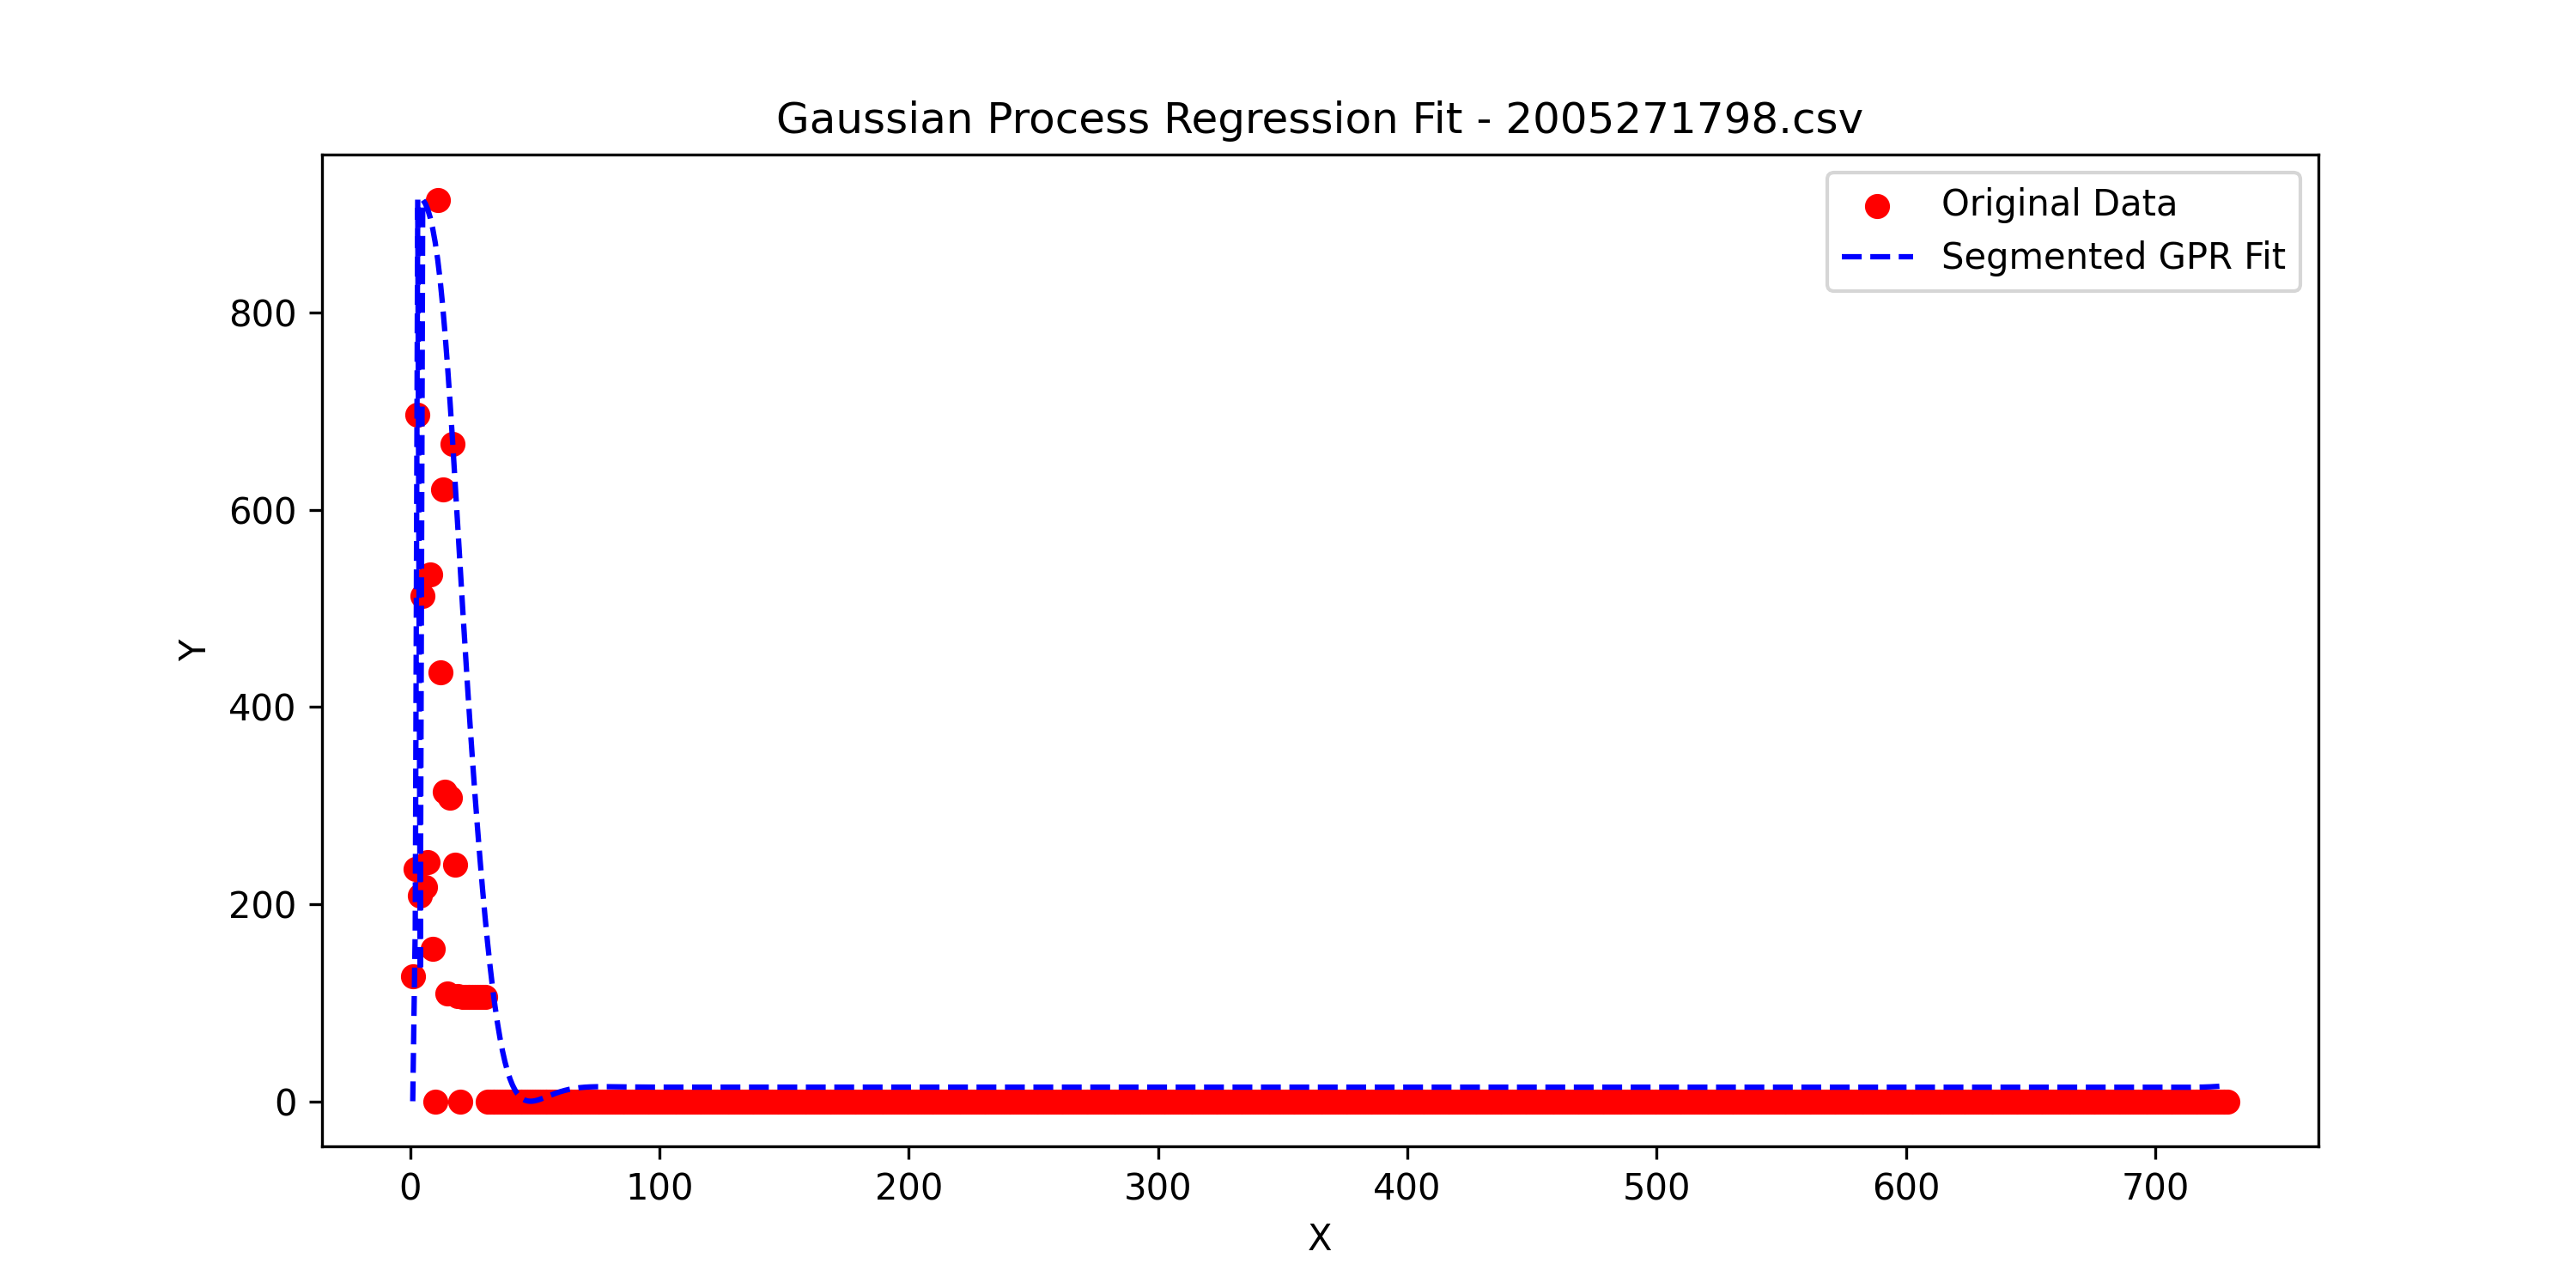 Gaussian Process Regression Fit - 2005271798.csv
Original Data
Segmented GPR Fit
800
600
400
200
0
Y
0 100 200 300 400 500 600 700
X